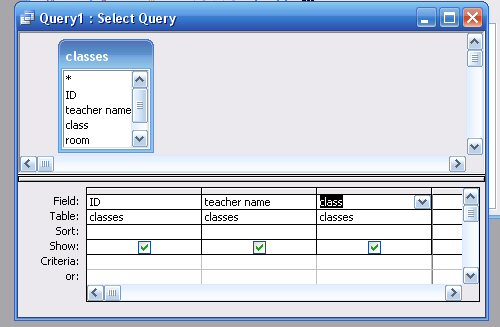 Query1 : Select Query
classes
*
ID
teacher name
class
room
Field: ID teacher name class
Table: classes classes classes
Sort:
Show:
Criteria:
or: